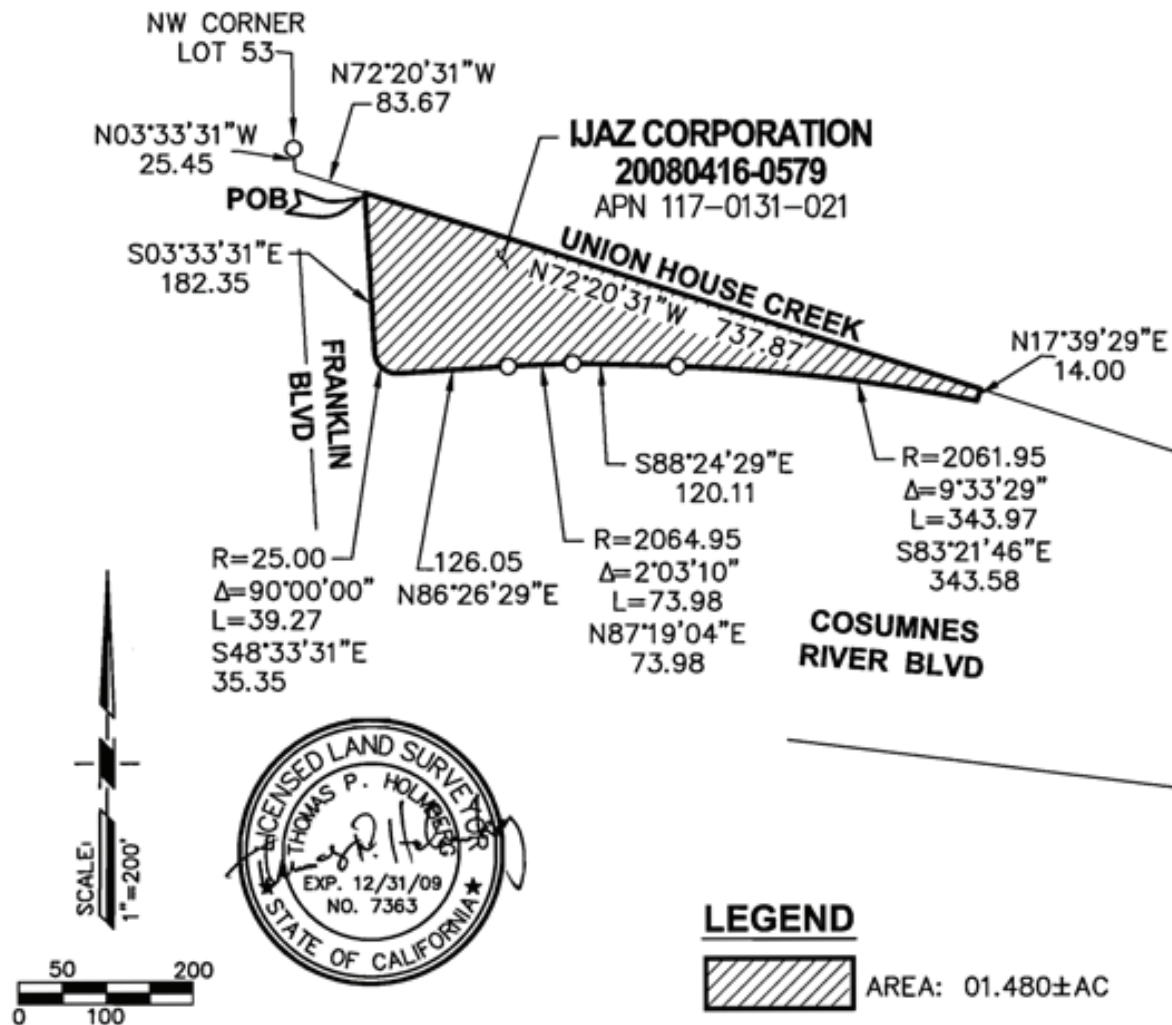 NW CORNER
LOT 53
N72°20'31"W
83.67
N03°33'31"W
25.45
IJAZ CORPORATION
20080416-0579
APN 117-0131-021
POB
UNION HOUSE CREEK
S03°33'31"E
182.35
N72°20'31"W 737.87
N17°39'29"E
14.00
FRANKLIN
BLVD
S88°24'29"E
120.11
R=2061.95
Δ=9°33'29"
L=343.97
S83°21'46"E
343.58
R=25.00
Δ=90°00'00"
L=39.27
S48°33'31"E
35.35
126.05
N86°26'29"E
R=2064.95
Δ=2°03'10"
L=73.98
N87°19'04"E
73.98
COSUMNES
RIVER BLVD
SCALE:
1"=200'
LICENSED LAND SURVEYOR
THOMAS P. HOLMBERG
EXP. 12/31/09
NO. 7363
STATE OF CALIFORNIA
50 200
0 100
LEGEND
AREA: 01.480±AC